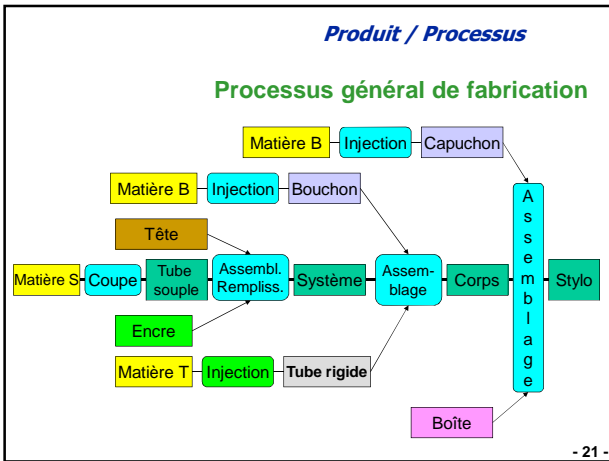 Produit / Processus
Processus général de fabrication
Matière B
Injection
Capuchon
Matière B
Injection
Bouchon
Tête
Matière S
Coupe
Tube
souple
Assembl.
Rempliss.
Système
Assem-
blage
Corps
Assemblage
Stylo
Encre
Matière T
Injection
Tube rigide
Boîte
- 21 -